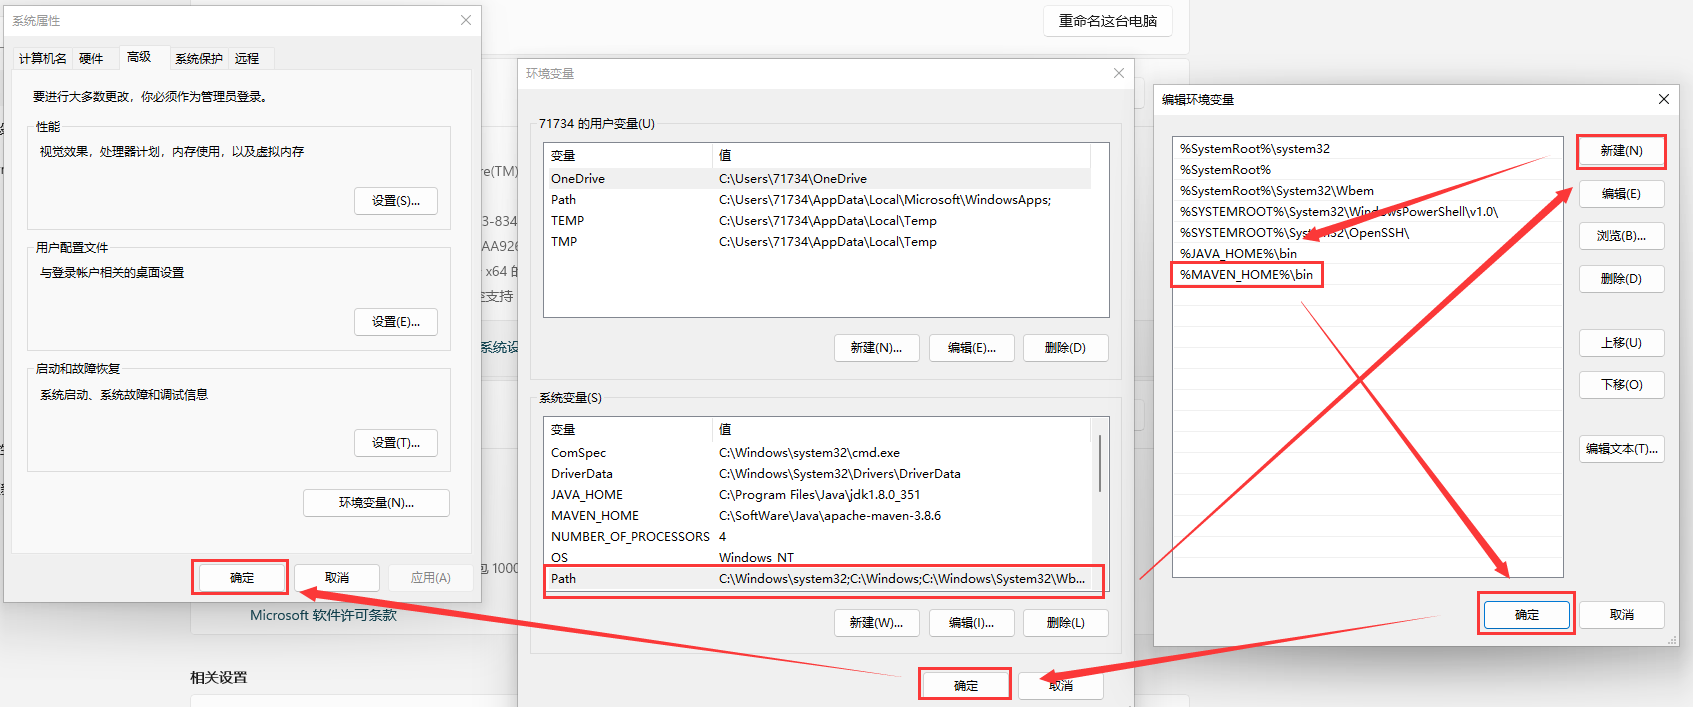 重命名这台电脑
系统属性
计算机名 硬件 高级 系统保护 远程
要进行大多数更改，你必须作为管理员登录。
性能
视觉效果，处理器计划，内存使用，以及虚拟内存
设置(S)...
用户配置文件
与登录帐户相关的桌面设置
设置(E)...
启动和故障恢复
系统启动、系统故障和调试信息
设置(T)...
环境变量(N)...
确定 取消 应用(A)
re(TM)
3-834
AA926
x64 的
支持
系统设
包 1000
Microsoft 软件许可条款
相关设置
环境变量
71734 的用户变量(U)
变量 值
OneDrive C:\Users\71734\OneDrive
Path C:\Users\71734\AppData\Local\Microsoft\WindowsApps;
TEMP C:\Users\71734\AppData\Local\Temp
TMP C:\Users\71734\AppData\Local\Temp
新建(N)... 编辑(E)... 删除(D)
系统变量(S)
变量 值
ComSpec C:\Windows\system32\cmd.exe
DriverData C:\Windows\System32\Drivers\DriverData
JAVA_HOME C:\Program Files\Java\jdk1.8.0_351
MAVEN_HOME C:\SoftWare\Java\apache-maven-3.8.6
NUMBER_OF_PROCESSORS 4
OS Windows_NT
Path C:\Windows\system32;C:\Windows;C:\Windows\System32\Wb...
新建(W)... 编辑(I)... 删除(L)
确定 取消
编辑环境变量
%SystemRoot%\system32
%SystemRoot%
%SystemRoot%\System32\Wbem
%SYSTEMROOT%\System32\WindowsPowerShell\v1.0\
%SYSTEMROOT%\System32\OpenSSH\
%JAVA_HOME%\bin
%MAVEN_HOME%\bin
新建(N)
编辑(E)
浏览(B)...
删除(D)
上移(U)
下移(O)
编辑文本(T)...
确定 取消